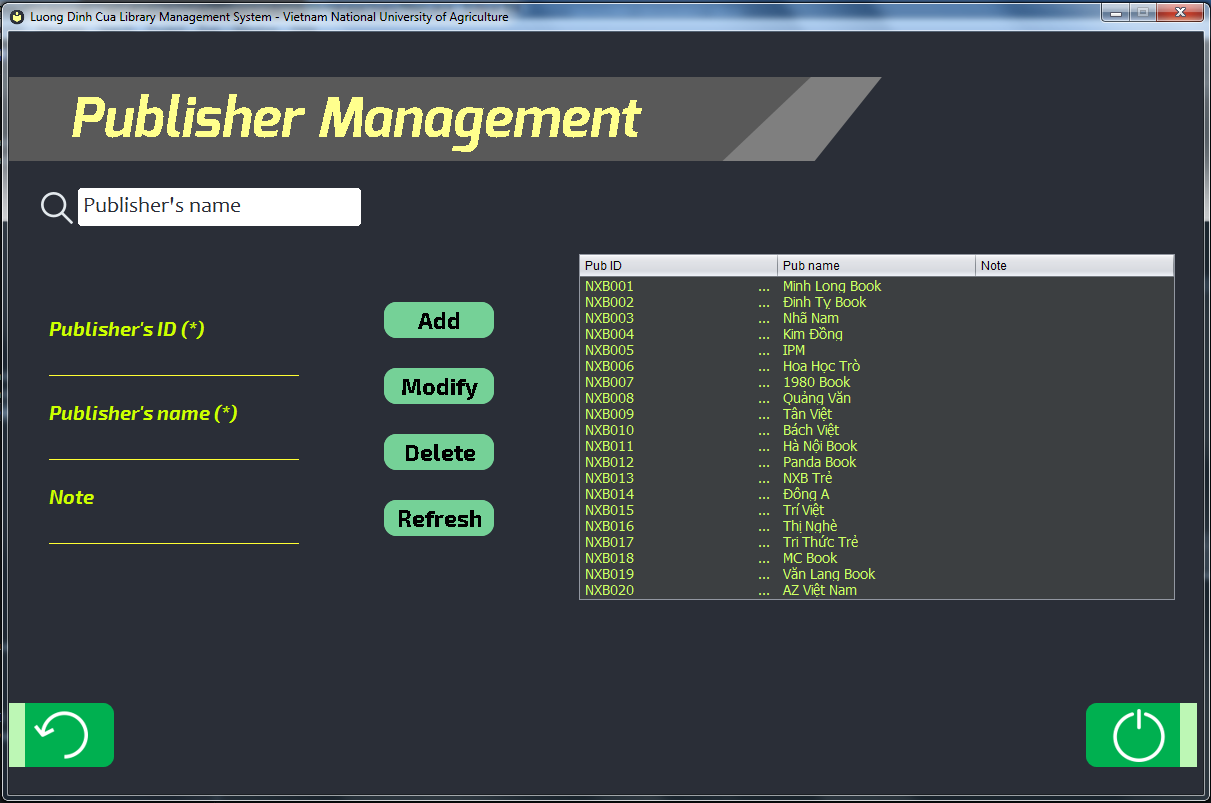 Luong Dinh Cua Library Management System - Vietnam National University of Agriculture
Publisher Management
Publisher's name
Publisher's ID (*)
Publisher's name (*)
Note
Add
Modify
Delete
Refresh
Pub ID Pub name Note
NXB001 ... Minh Long Book
NXB002 ... Đinh Tỵ Book
NXB003 ... Nhã Nam
NXB004 ... Kim Đồng
NXB005 ... IPM
NXB006 ... Hoa Học Trò
NXB007 ... 1980 Book
NXB008 ... Quảng Văn
NXB009 ... Tân Việt
NXB010 ... Bách Việt
NXB011 ... Hà Nội Book
NXB012 ... Panda Book
NXB013 ... NXB Trẻ
NXB014 ... Đông A
NXB015 ... Trí Việt
NXB016 ... Thị Nghè
NXB017 ... Tri Thức Trẻ
NXB018 ... MC Book
NXB019 ... Văn Lang Book
NXB020 ... AZ Việt Nam